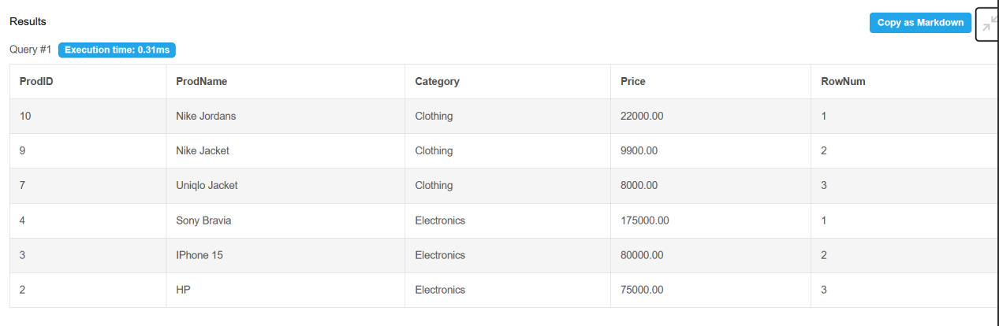 Results
Copy as Markdown
Query #1 Execution time: 0.31ms
ProdID ProdName Category Price RowNum
10 Nike Jordans Clothing 22000.00 1
9 Nike Jacket Clothing 9900.00 2
7 Uniqlo Jacket Clothing 8000.00 3
4 Sony Bravia Electronics 175000.00 1
3 IPhone 15 Electronics 80000.00 2
2 HP Electronics 75000.00 3